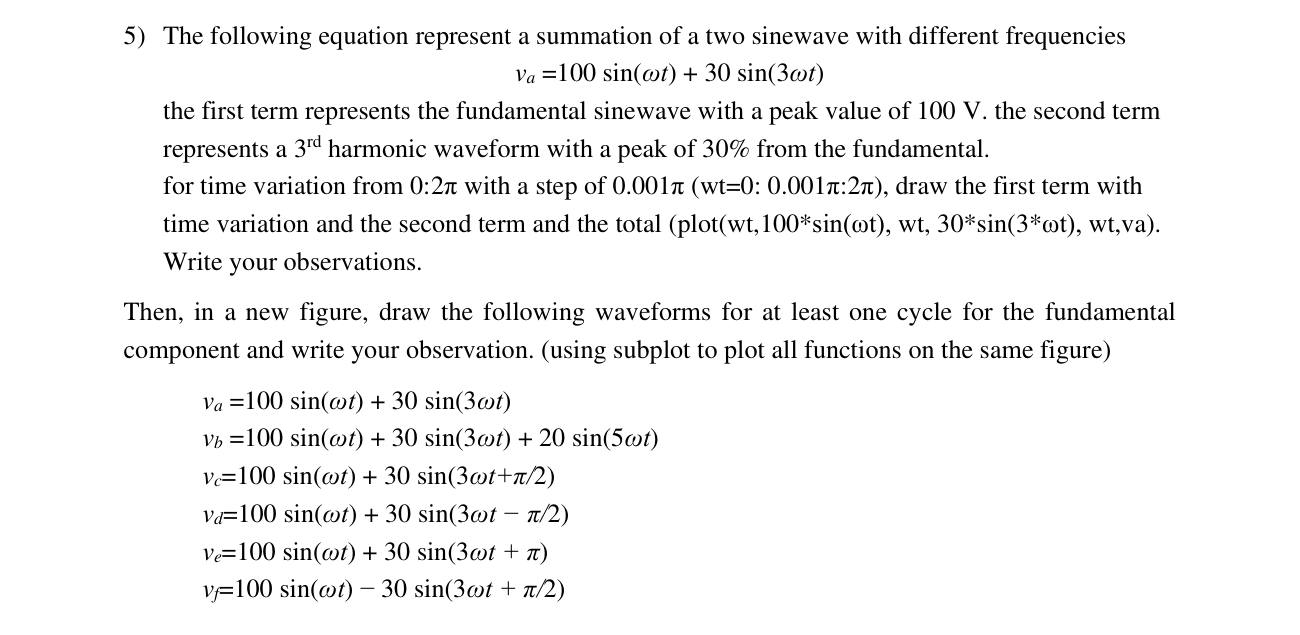 5) The following equation represent a summation of a two sinewave with different frequencies
vₐ =100 sin(ωt) + 30 sin(3ωt)
the first term represents the fundamental sinewave with a peak value of 100 V. the second term
represents a 3rd harmonic waveform with a peak of 30% from the fundamental.
for time variation from 0:2π with a step of 0.001π (wt=0: 0.001π:2π), draw the first term with
time variation and the second term and the total (plot(wt,100*sin(ωt), wt, 30*sin(3*ωt), wt,va).
Write your observations.
Then, in a new figure, draw the following waveforms for at least one cycle for the fundamental
component and write your observation. (using subplot to plot all functions on the same figure)
va =100 sin(ωt) + 30 sin(3ωt)
vb =100 sin(ωt) + 30 sin(3ωt) + 20 sin(5ωt)
vc=100 sin(ωt) + 30 sin(3ωt+π/2)
vd=100 sin(ωt) + 30 sin(3ωt − π/2)
ve=100 sin(ωt) + 30 sin(3ωt + π)
vf=100 sin(ωt) − 30 sin(3ωt + π/2)